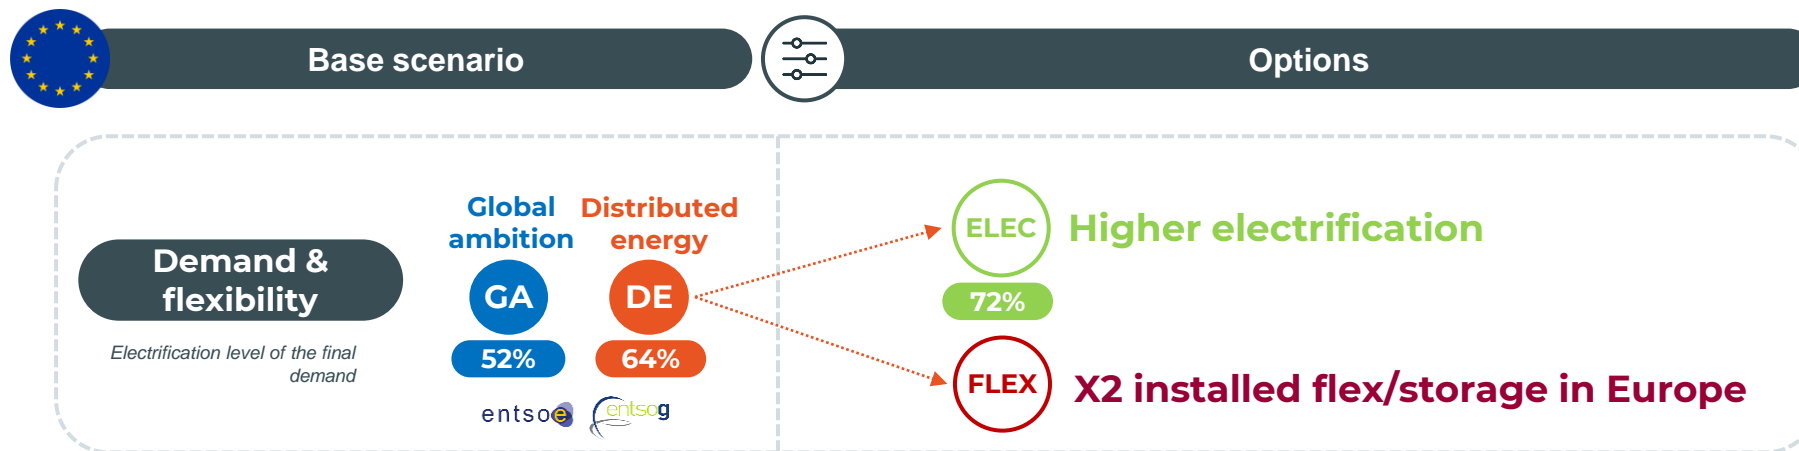 Base scenario
Options
Demand &
flexibility
Electrification level of the final
demand
Global
ambition
GA
52%
Distributed
energy
DE
64%
entsoe
entsog
ELEC
Higher electrification
72%
FLEX
X2 installed flex/storage in Europe